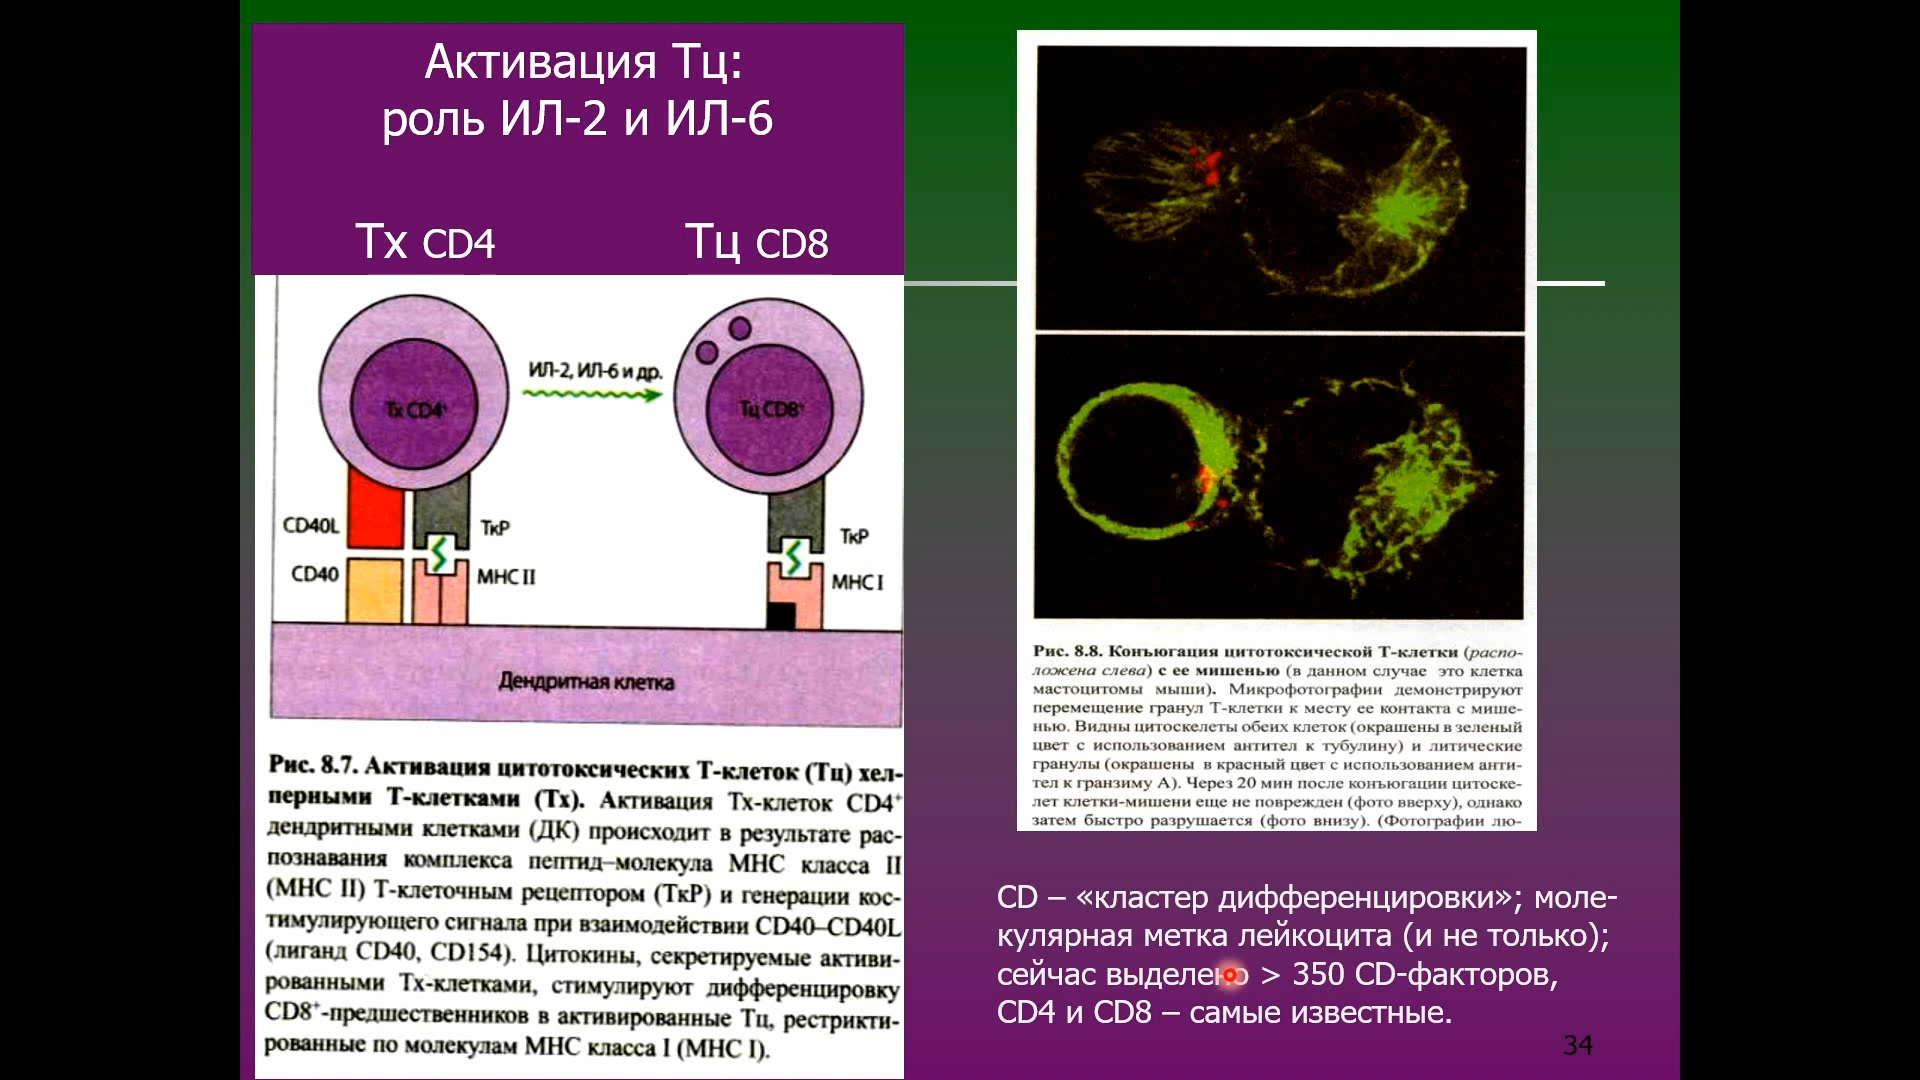 Активация Тц:
роль ИЛ-2 и ИЛ-6
Тх CD4
Тц CD8
Тх CD4⁺
ИЛ-2, ИЛ-6 и др.
Тц CD8⁺
CD40L
ТкР
CD40
МНС II
ТкР
МНС I
Дендритная клетка
Рис. 8.7. Активация цитотоксических Т-клеток (Тц) хел-
перными Т-клетками (Тх). Активация Тх-клеток CD4⁺
дендритными клетками (ДК) происходит в результате рас-
познавания комплекса пептид–молекула МНС класса II
(МНС II) Т-клеточным рецептором (ТкР) и генерации кос-
тимулирующего сигнала при взаимодействии CD40–CD40L
(лиганд CD40, CD154). Цитокины, секретируемые активи-
рованными Тх-клетками, стимулируют дифференцировку
CD8⁺-предшественников в активированные Тц, рестрикти-
рованные по молекулам МНС класса I (МНС I).
Рис. 8.8. Конъюгация цитотоксической Т-клетки (распо-
ложена слева) с ее мишенью (в данном случае это клетка
мастоцитомы мыши). Микрофотографии демонстрируют
перемещение гранул Т-клетки к месту ее контакта с мише-
нью. Видны цитоскелеты обеих клеток (окрашены в зеленый
цвет с использованием антител к тубулину) и литические
гранулы (окрашены в красный цвет с использованием анти-
тел к гранзиму А). Через 20 мин после конъюгации цитоске-
лет клетки-мишени еще не поврежден (фото вверху), однако
затем быстро разрушается (фото внизу). (Фотографии лю-
CD – «кластер дифференцировки»; моле-
кулярная метка лейкоцита (и не только);
сейчас выделено > 350 CD-факторов,
CD4 и CD8 – самые известные.
34